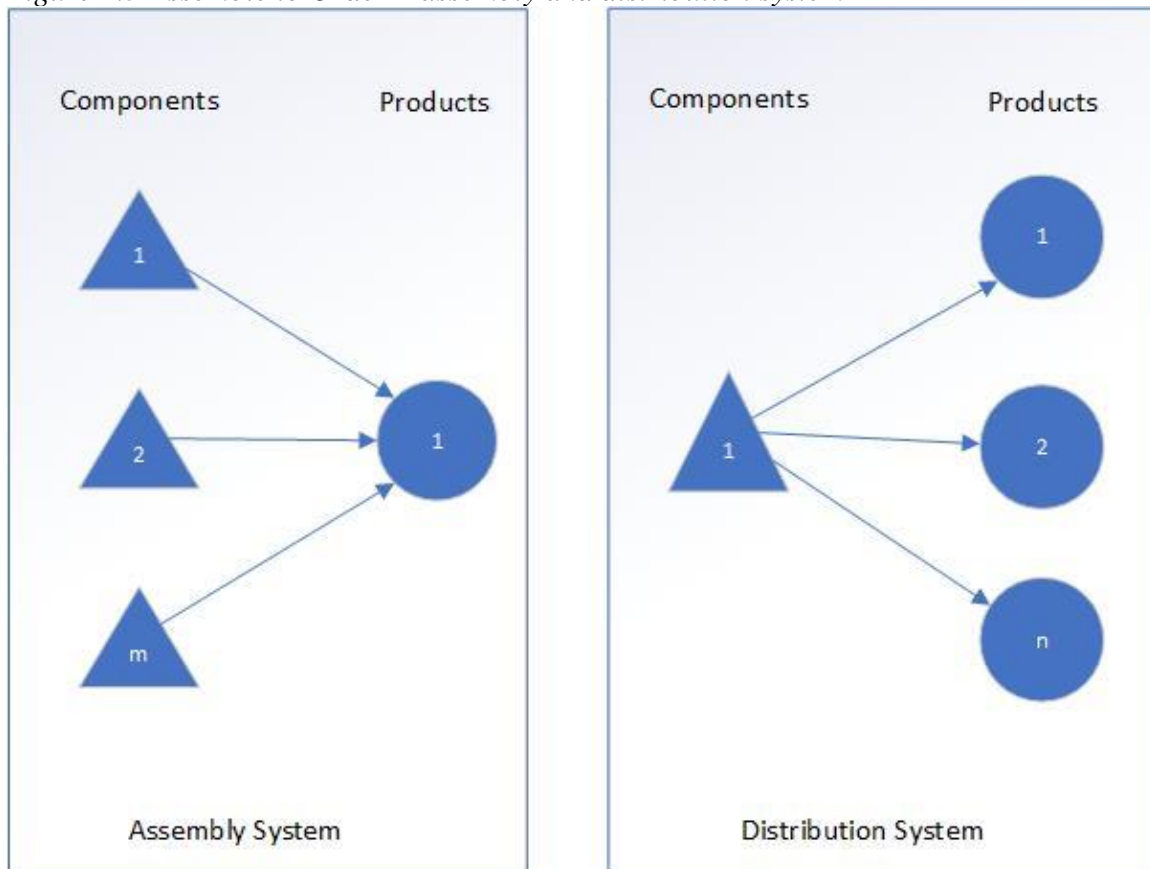 Components Products
1
2
1
m
Assembly System
Components Products
1
1
2
n
Distribution System